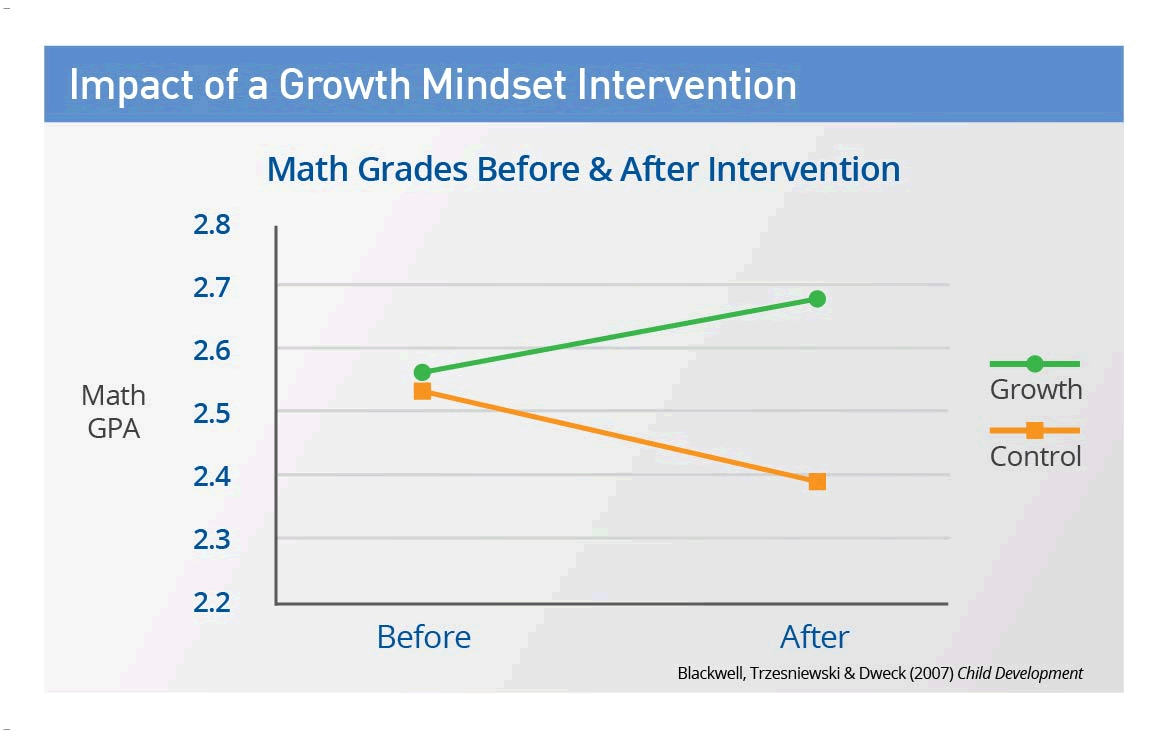 Impact of a Growth Mindset Intervention
Math Grades Before & After Intervention
2.8
2.7
2.6
2.5
2.4
2.3
2.2
Math
GPA
Before
After
Growth
Control
Blackwell, Trzesniewski & Dweck (2007) Child Development